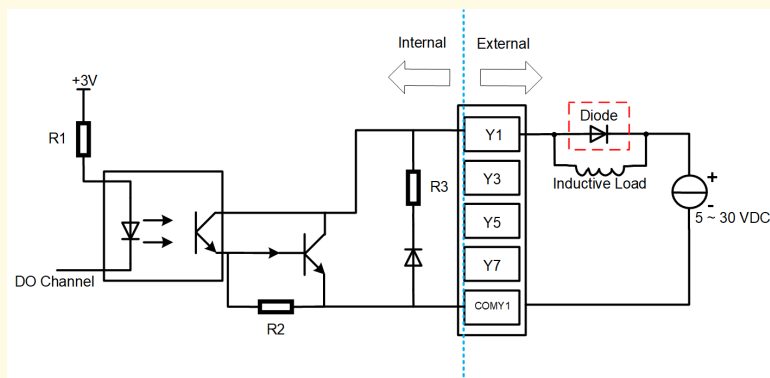 Internal
External
+3V
R1
DO Channel
R2
R3
Y1
Y3
Y5
Y7
COMY1
Diode
Inductive Load
+
-
5 ~ 30 VDC